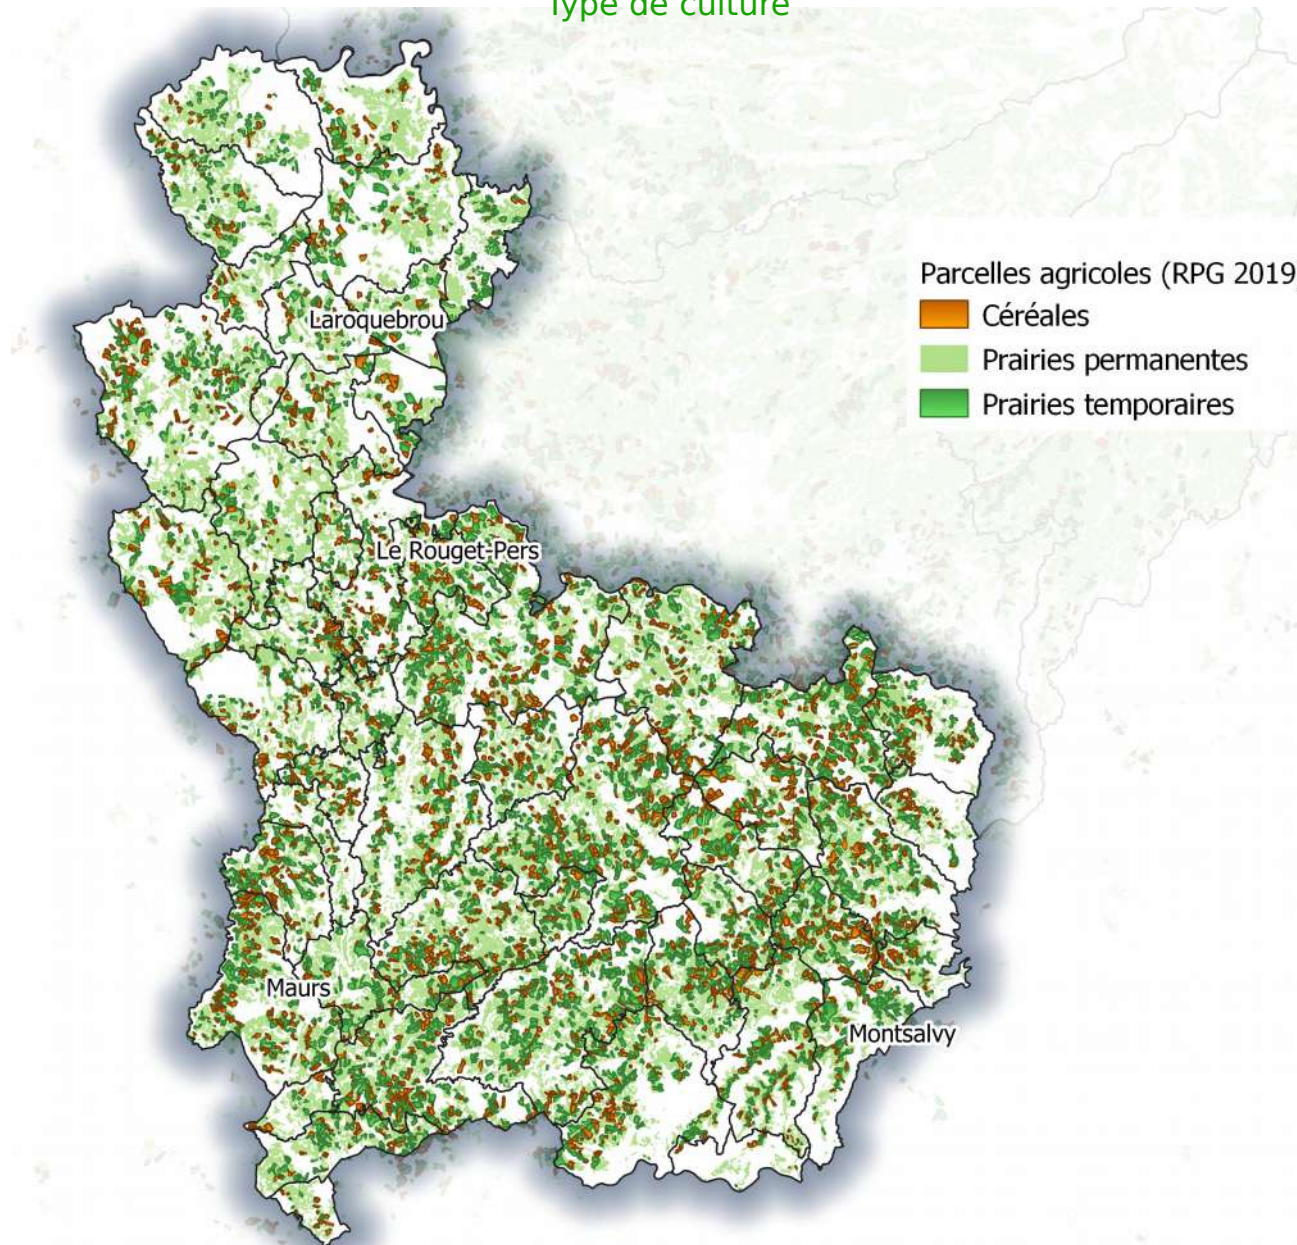 Type de culture
Parcelles agricoles (RPG 2019)
Céréales
Prairies permanentes
Prairies temporaires
Laroquebrou
Le Rouget-Pers
Maurs
Montsalvy